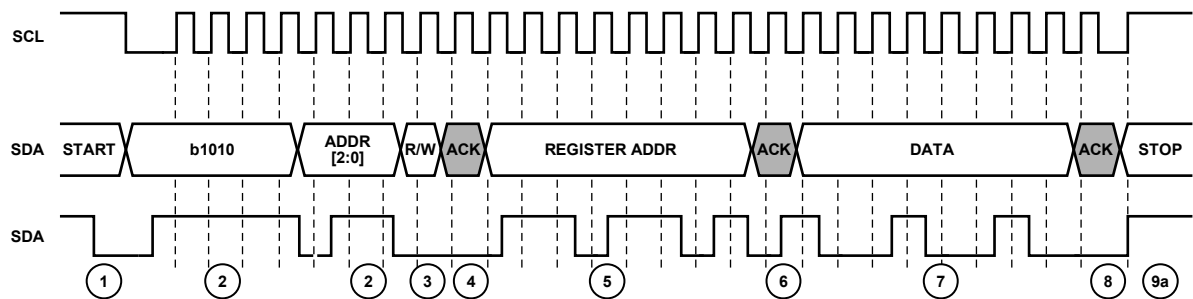 SCL
SDA START b1010 ADDR R/W ACK REGISTER ADDR ACK DATA ACK STOP
[2:0]
SDA
1 2 2 3 4 5 6 7 8 9a